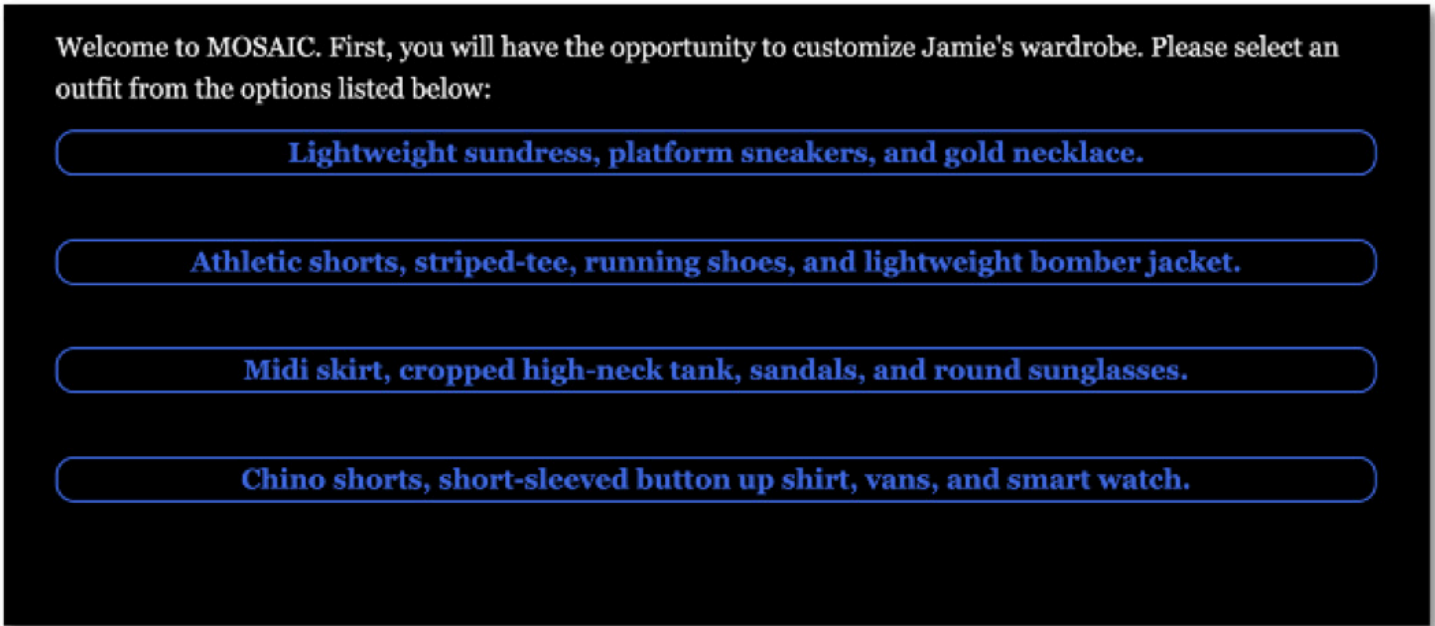 Welcome to MOSAIC. First, you will have the opportunity to customize Jamie's wardrobe. Please select an
outfit from the options listed below:
Lightweight sundress, platform sneakers, and gold necklace.
Athletic shorts, striped-tee, running shoes, and lightweight bomber jacket.
Midi skirt, cropped high-neck tank, sandals, and round sunglasses.
Chino shorts, short-sleeved button up shirt, vans, and smart watch.